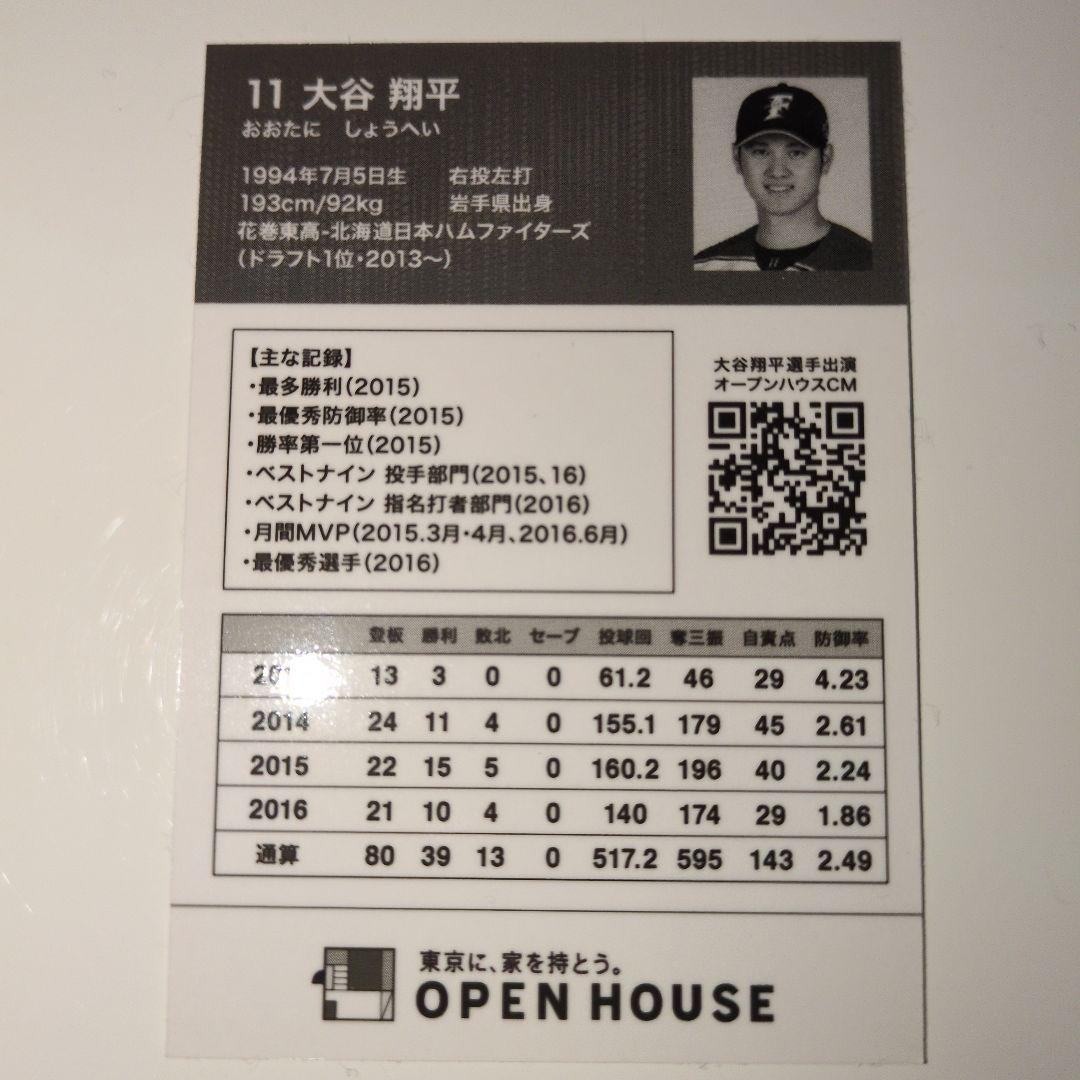 11 大谷 翔平
おおたに しょうへい
1994年7月5日生 右投左打
193cm/92kg 岩手県出身
花巻東高-北海道日本ハムファイターズ
(ドラフト1位・2013〜)
【主な記録】
・最多勝利(2015)
・最優秀防御率(2015)
・勝率第一位(2015)
・ベストナイン 投手部門(2015、16)
・ベストナイン 指名打者部門(2016)
・月間MVP(2015.3月・4月、2016.6月)
・最優秀選手(2016)
大谷翔平選手出演
オープンハウスCM
登板 勝利 敗北 セーブ 投球回 奪三振 自責点 防御率
13 3 0 0 61.2 46 29 4.23
2014 24 11 4 0 155.1 179 45 2.61
2015 22 15 5 0 160.2 196 40 2.24
2016 21 10 4 0 140 174 29 1.86
通算 80 39 13 0 517.2 595 143 2.49
東京に、家を持とう。
OPEN HOUSE